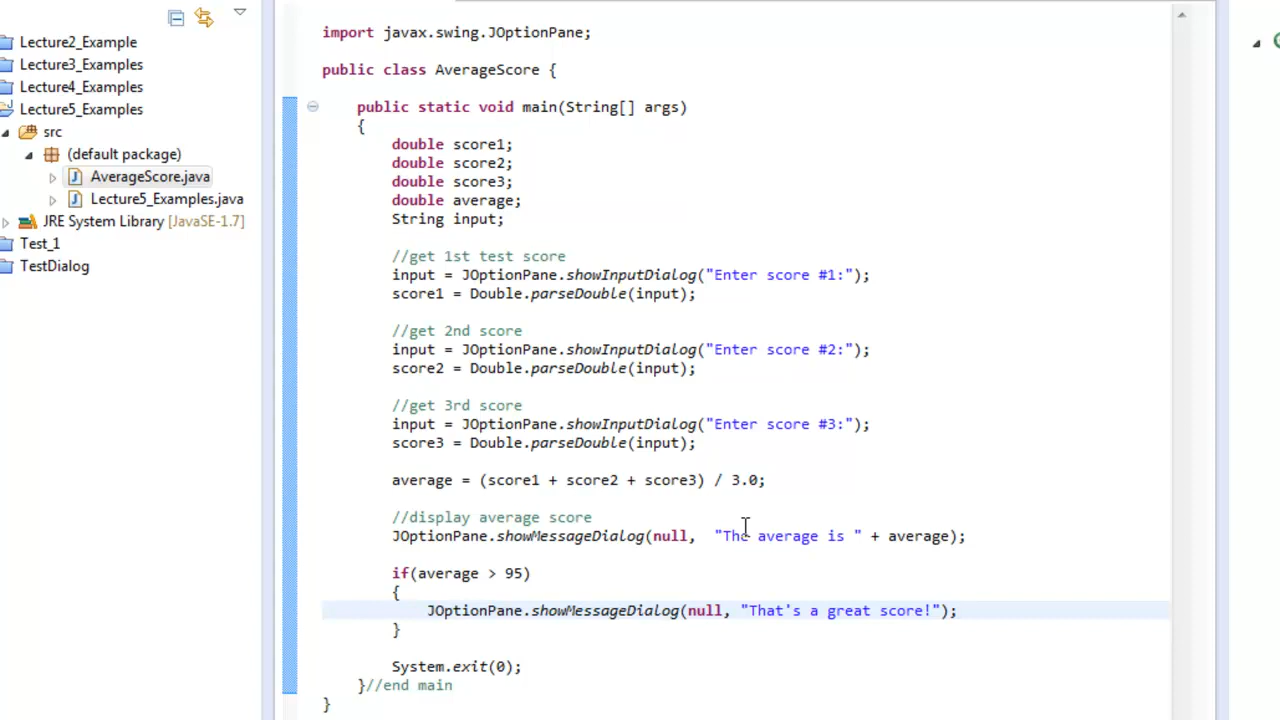 Lecture2_Example
Lecture3_Examples
Lecture4_Examples
Lecture5_Examples
src
(default package)
AverageScore.java
Lecture5_Examples.java
JRE System Library [JavaSE-1.7]
Test_1
TestDialog
import javax.swing.JOptionPane;
public class AverageScore {
public static void main(String[] args)
{
double score1;
double score2;
double score3;
double average;
String input;
//get 1st test score
input = JOptionPane.showInputDialog("Enter score #1:");
score1 = Double.parseDouble(input);
//get 2nd score
input = JOptionPane.showInputDialog("Enter score #2:");
score2 = Double.parseDouble(input);
//get 3rd score
input = JOptionPane.showInputDialog("Enter score #3:");
score3 = Double.parseDouble(input);
average = (score1 + score2 + score3) / 3.0;
//display average score
JOptionPane.showMessageDialog(null, "The average is " + average);
if(average > 95)
{
JOptionPane.showMessageDialog(null, "That's a great score!");
}
System.exit(0);
}//end main
}